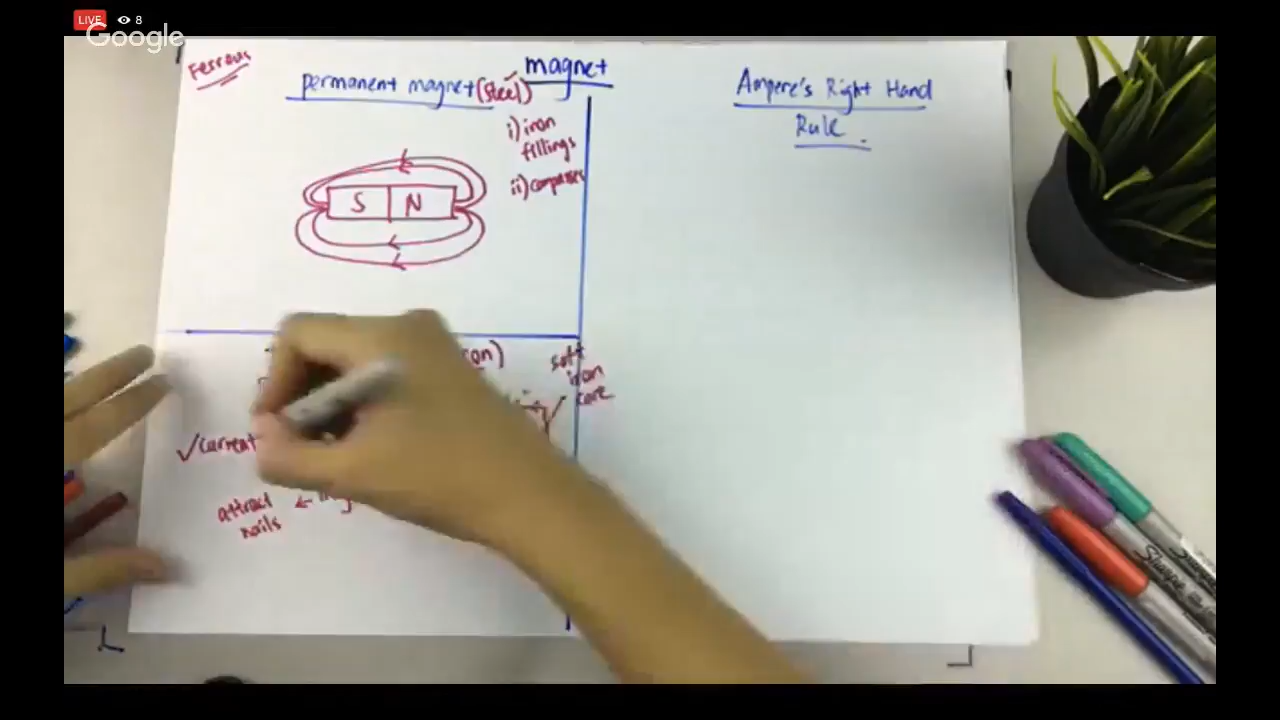 LIVE 8
Google
Ferrous
magnet
permanent magnet (steel)
i) iron
fillings
ii) compasses
S N
soft
iron
core
✓ current
attract ←
nails
Ampere's Right Hand
Rule.
Sharpie